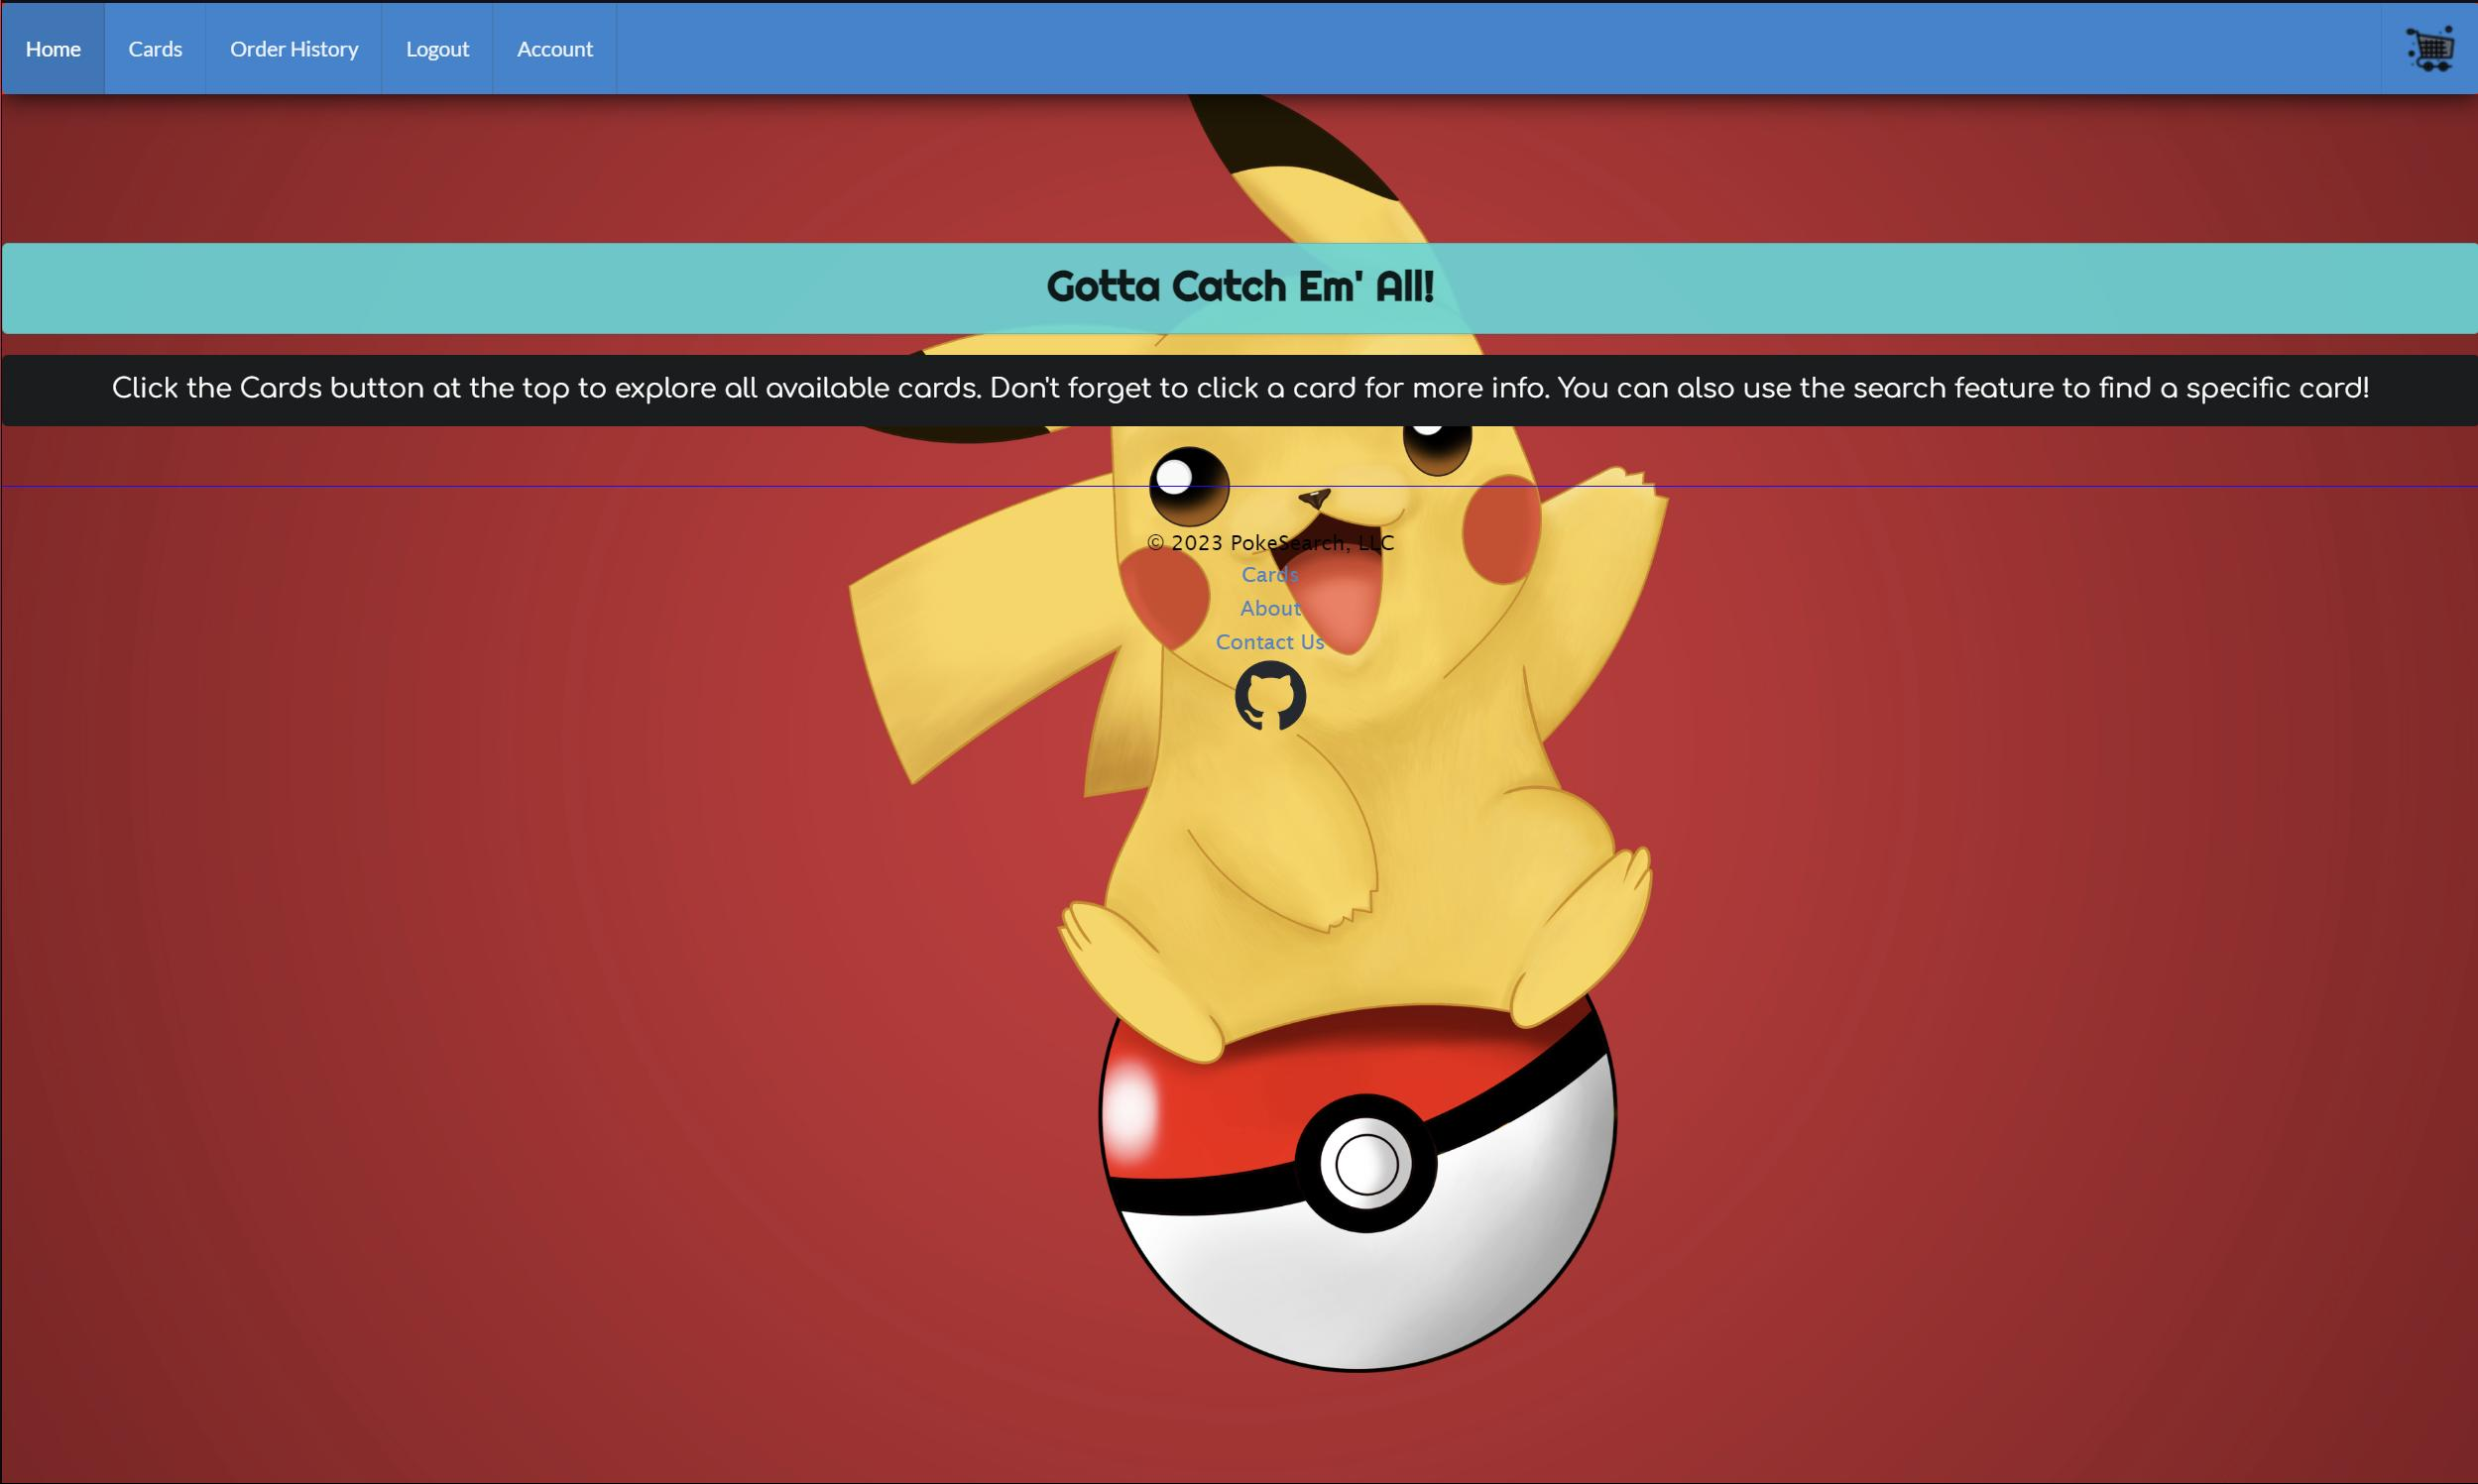 Home
Cards
Order History
Logout
Account
Gotta Catch Em' All!
Click the Cards button at the top to explore all available cards. Don't forget to click a card for more info. You can also use the search feature to find a specific card!
© 2023 PokeSearch, LLC
Cards
About
Contact Us